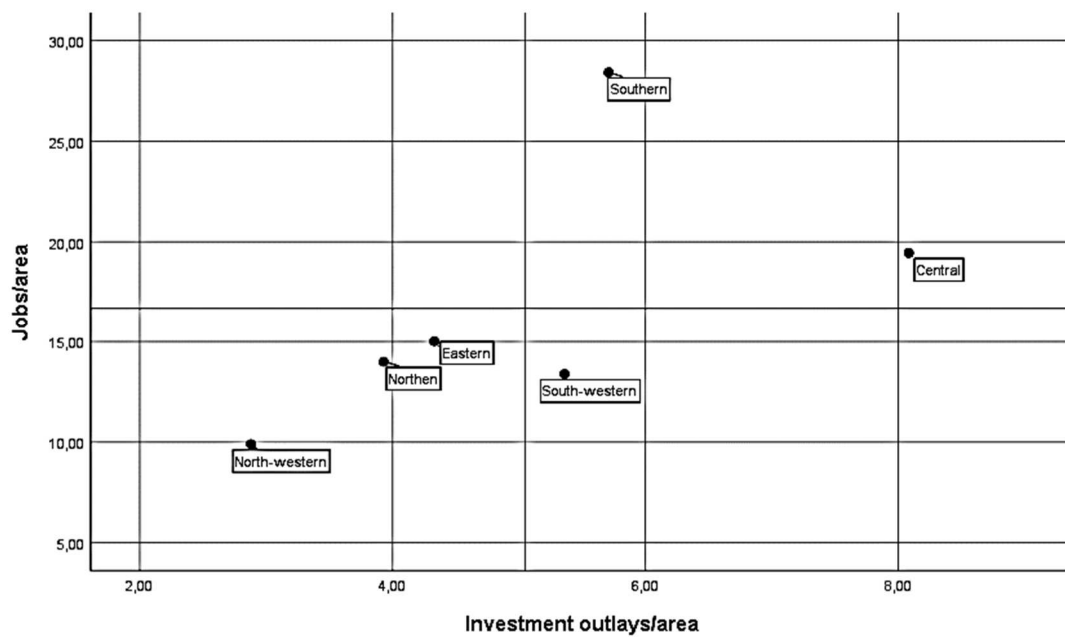 30,00
Southern
25,00
20,00
Central
Jobs/area
15,00
Eastern
Northen
South-western
10,00
North-western
5,00
2,00 4,00 6,00 8,00
Investment outlays/area